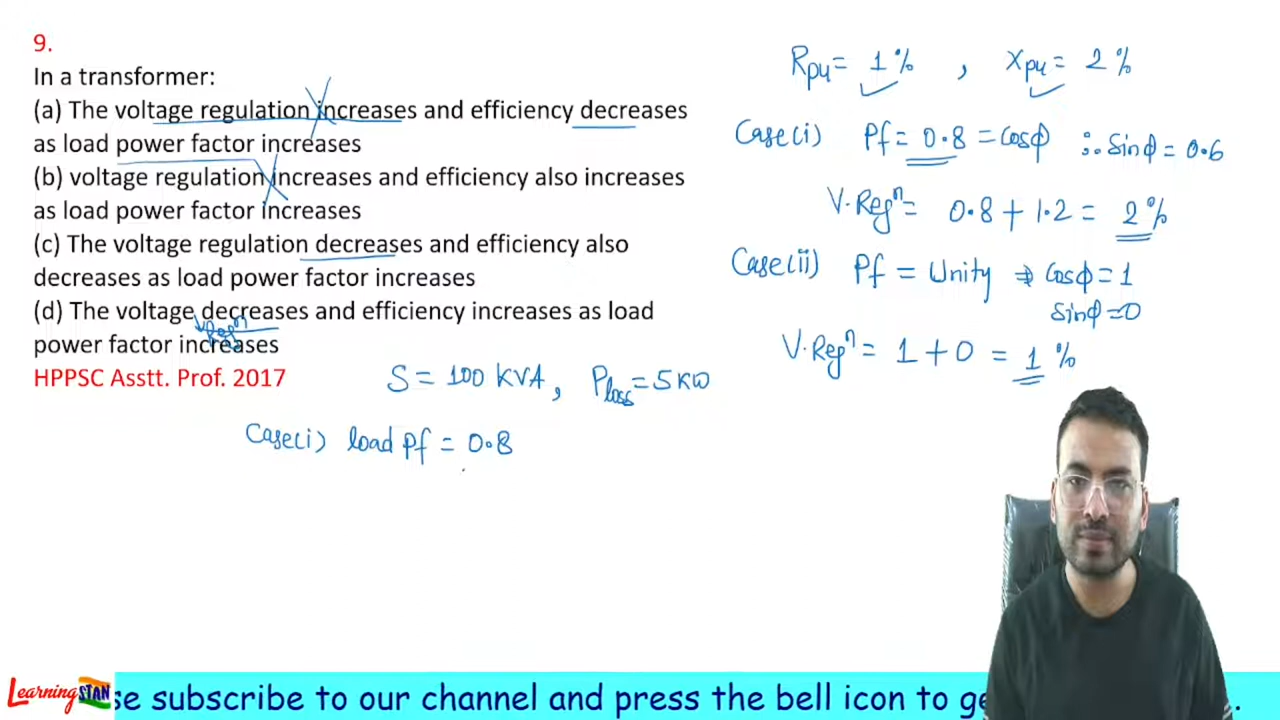 9.
In a transformer:
(a) The voltage regulation increases and efficiency decreases
as load power factor increases
(b) voltage regulation increases and efficiency also increases
as load power factor increases
(c) The voltage regulation decreases and efficiency also
decreases as load power factor increases
(d) The voltage decreases and efficiency increases as load
Regⁿ
power factor increases
HPPSC Asstt. Prof. 2017
Rpu = 1% , Xpu = 2%
Case(i) Pf = 0.8 = cosϕ ∴ sinϕ = 0.6
V.Regⁿ = 0.8 + 1.2 = 2%
Case(ii) Pf = Unity ⇒ cosϕ = 1
sinϕ = 0
V.Regⁿ = 1 + 0 = 1%
S = 100 KVA, Ploss = 5 KW
Case(i) load pf = 0.8
Learning STAN
se subscribe to our channel and press the bell icon to ge